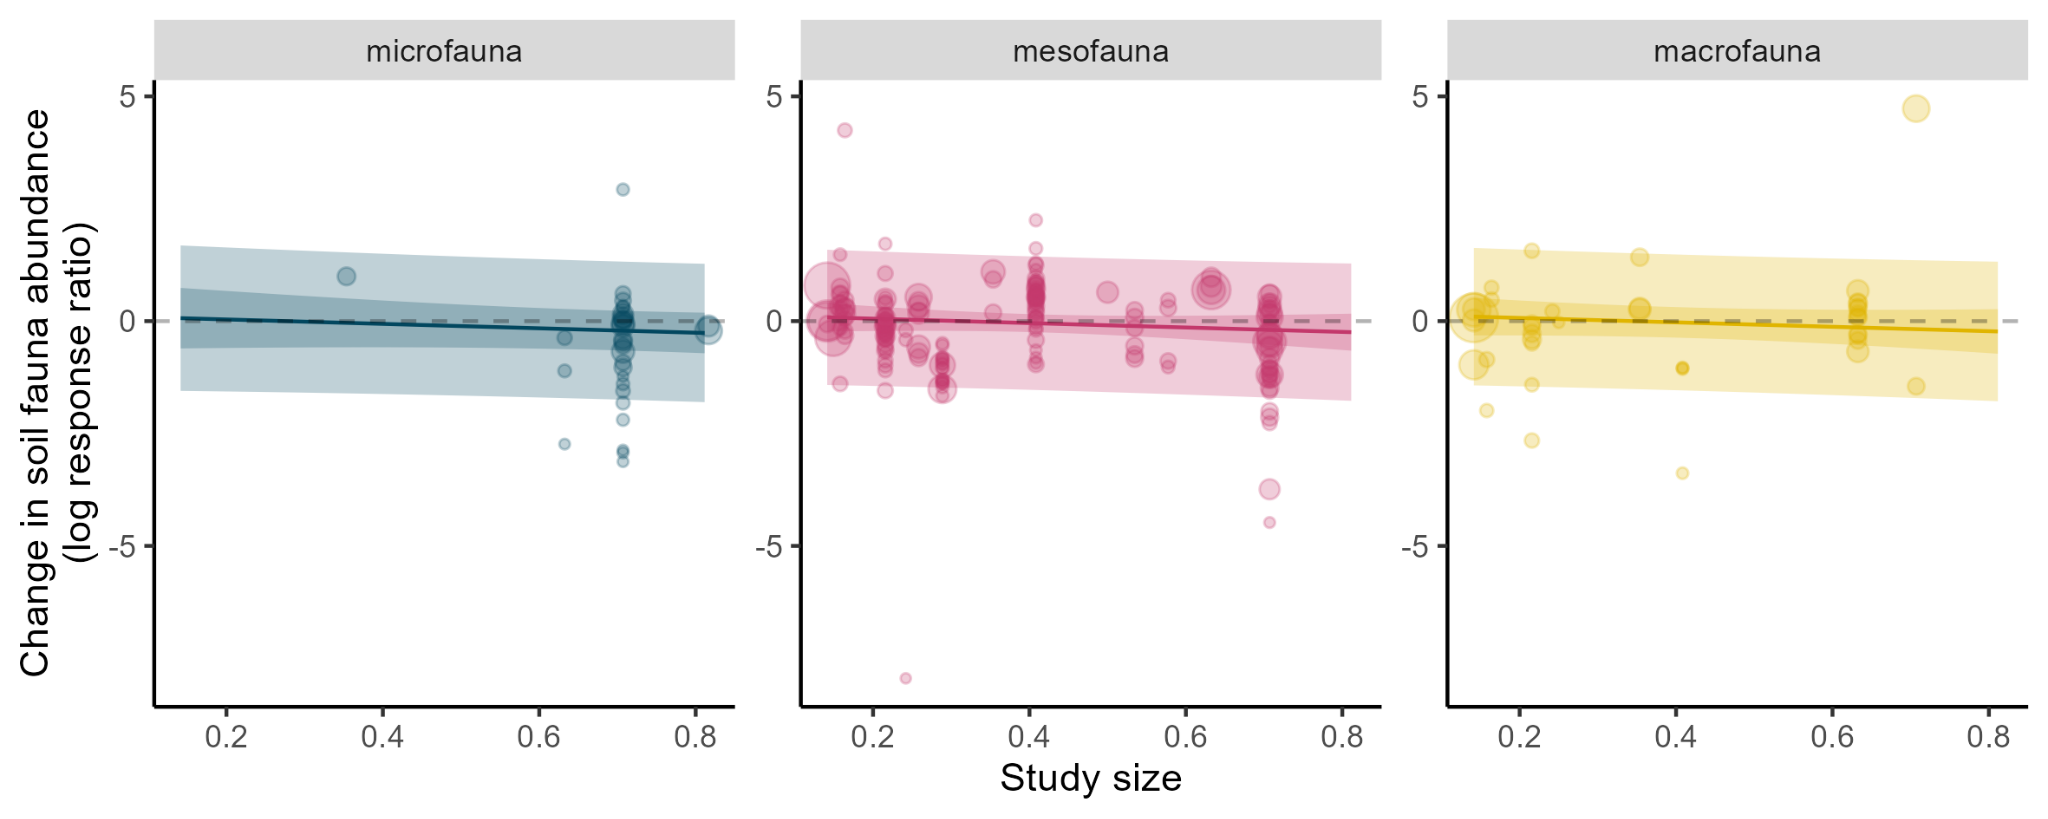 microfauna
mesofauna
macrofauna
Change in soil fauna abundance
(log response ratio)
5
0
-5
5
0
-5
5
0
-5
0.2 0.4 0.6 0.8
0.2 0.4 0.6 0.8
0.2 0.4 0.6 0.8
Study size